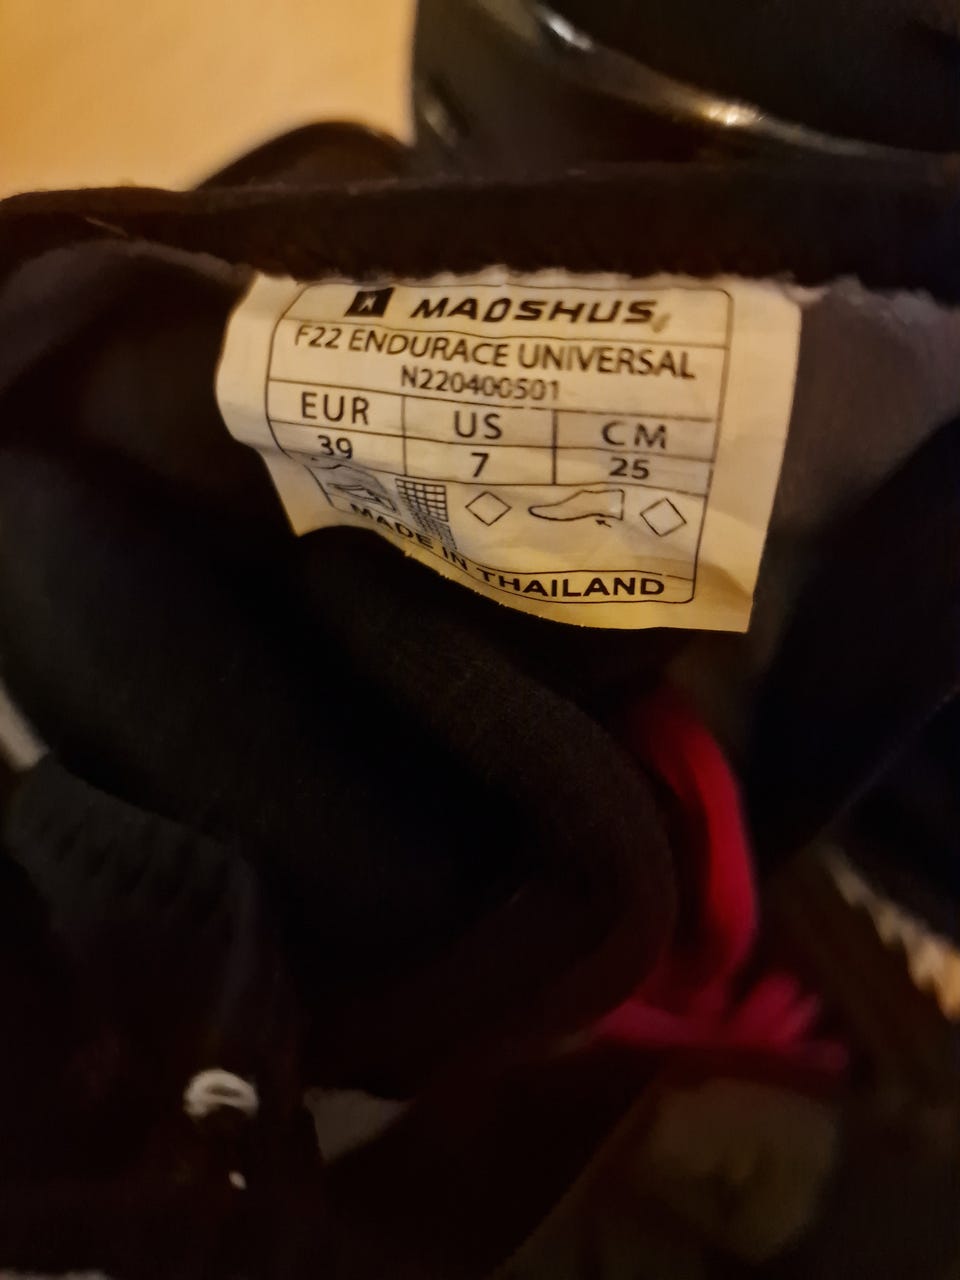 MADSHUS
F22 ENDURACE UNIVERSAL
N220400501
EUR US CM
39 7 25
MADE IN THAILAND